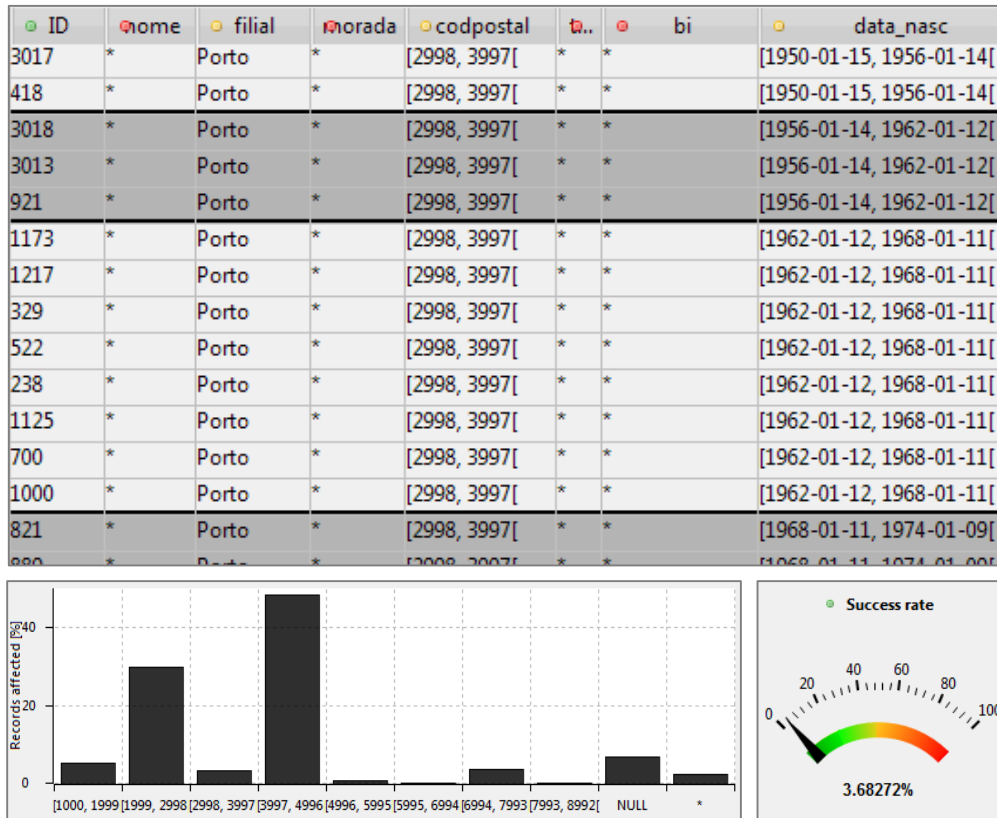 ID nome filial morada codpostal t... bi data_nasc
3017 * Porto * [2998, 3997[ * * [1950-01-15, 1956-01-14[
418 * Porto * [2998, 3997[ * * [1950-01-15, 1956-01-14[
3018 * Porto * [2998, 3997[ * * [1956-01-14, 1962-01-12[
3013 * Porto * [2998, 3997[ * * [1956-01-14, 1962-01-12[
921 * Porto * [2998, 3997[ * * [1956-01-14, 1962-01-12[
1173 * Porto * [2998, 3997[ * * [1962-01-12, 1968-01-11[
1217 * Porto * [2998, 3997[ * * [1962-01-12, 1968-01-11[
329 * Porto * [2998, 3997[ * * [1962-01-12, 1968-01-11[
522 * Porto * [2998, 3997[ * * [1962-01-12, 1968-01-11[
238 * Porto * [2998, 3997[ * * [1962-01-12, 1968-01-11[
1125 * Porto * [2998, 3997[ * * [1962-01-12, 1968-01-11[
700 * Porto * [2998, 3997[ * * [1962-01-12, 1968-01-11[
1000 * Porto * [2998, 3997[ * * [1962-01-12, 1968-01-11[
821 * Porto * [2998, 3997[ * * [1968-01-11, 1974-01-09[
Records affected [%]
40
20
0
[1000, 1999 [1999, 2998 [2998, 3997 [3997, 4996 [4996, 5995 [5995, 6994 [6994, 7993 [7993, 8992[ NULL *
Success rate
0 20 40 60 80 100
3.68272%